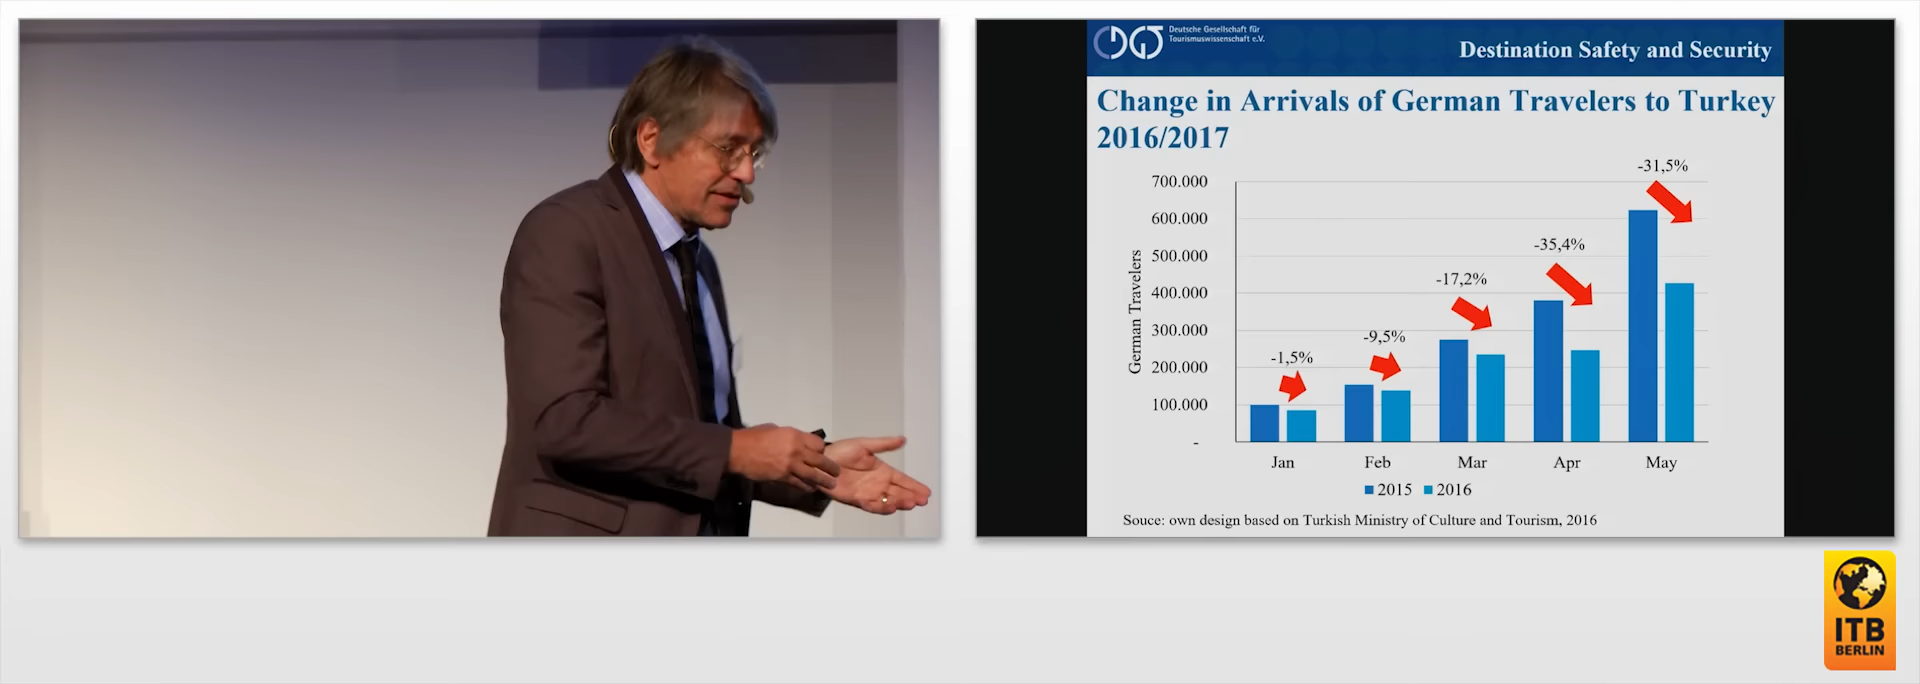 Deutsche Gesellschaft für
Tourismuswissenschaft e.V.
Destination Safety and Security
Change in Arrivals of German Travelers to Turkey
2016/2017
German Travelers
700.000
600.000
500.000
400.000
300.000
200.000
100.000
-
-1,5%
-9,5%
-17,2%
-35,4%
-31,5%
Jan Feb Mar Apr May
2015 2016
Souce: own design based on Turkish Ministry of Culture and Tourism, 2016
ITB
BERLIN